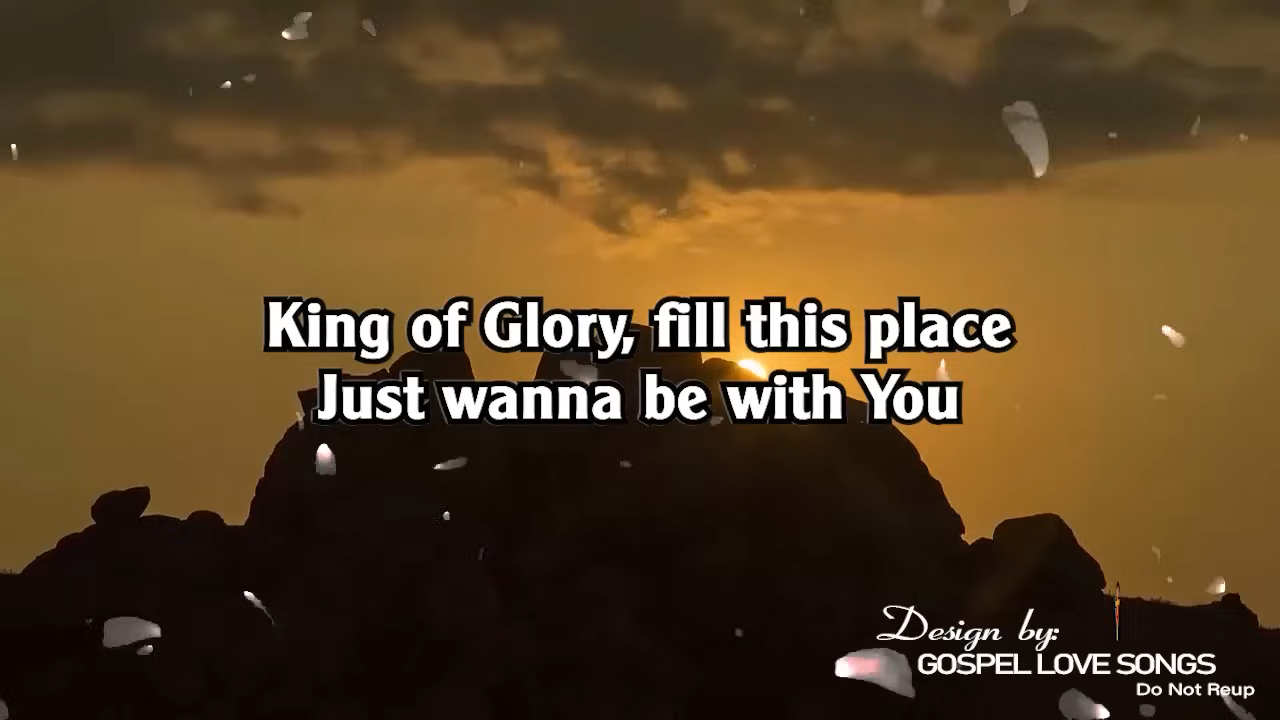 King of Glory, fill this place
Just wanna be with You
Design by:
GOSPEL LOVE SONGS
Do Not Reup